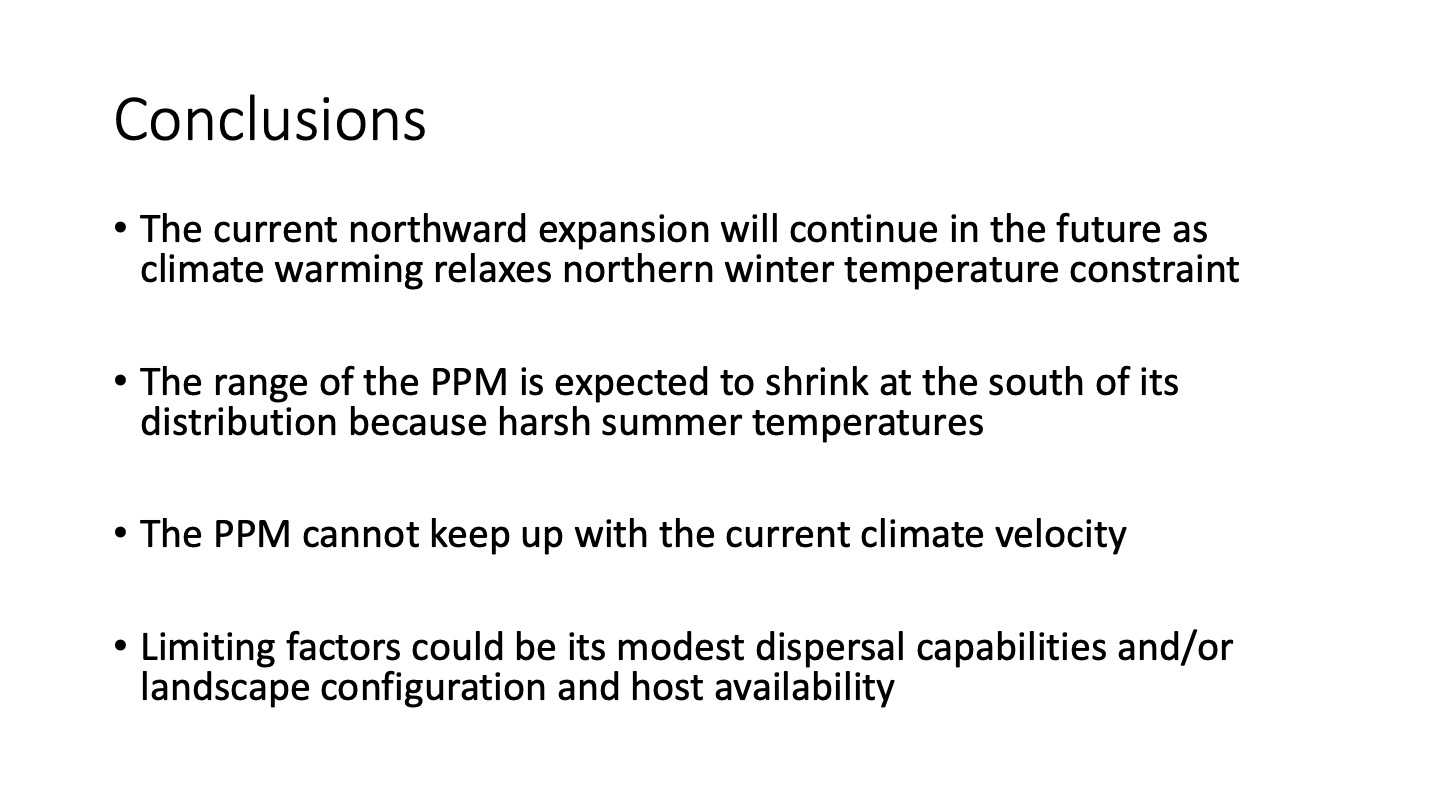 Conclusions
• The current northward expansion will continue in the future as
climate warming relaxes northern winter temperature constraint
• The range of the PPM is expected to shrink at the south of its
distribution because harsh summer temperatures
• The PPM cannot keep up with the current climate velocity
• Limiting factors could be its modest dispersal capabilities and/or
landscape configuration and host availability